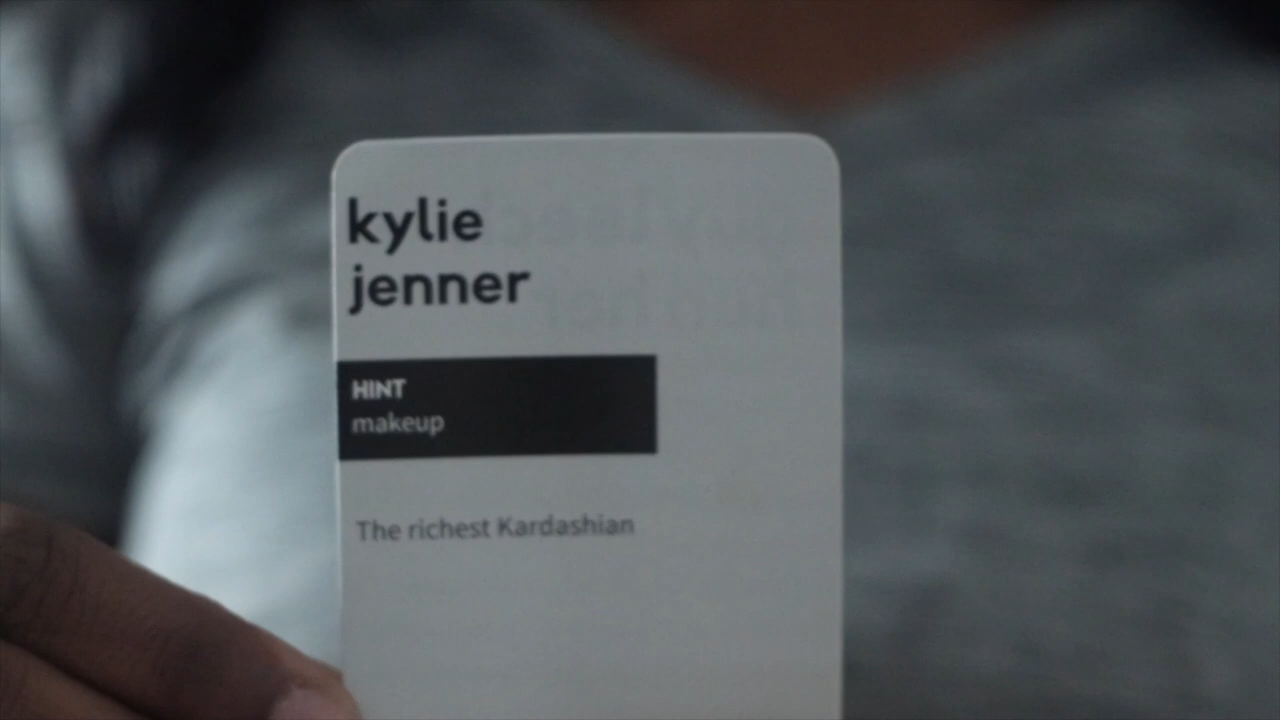 kylie
jenner
HINT
makeup
The richest Kardashian